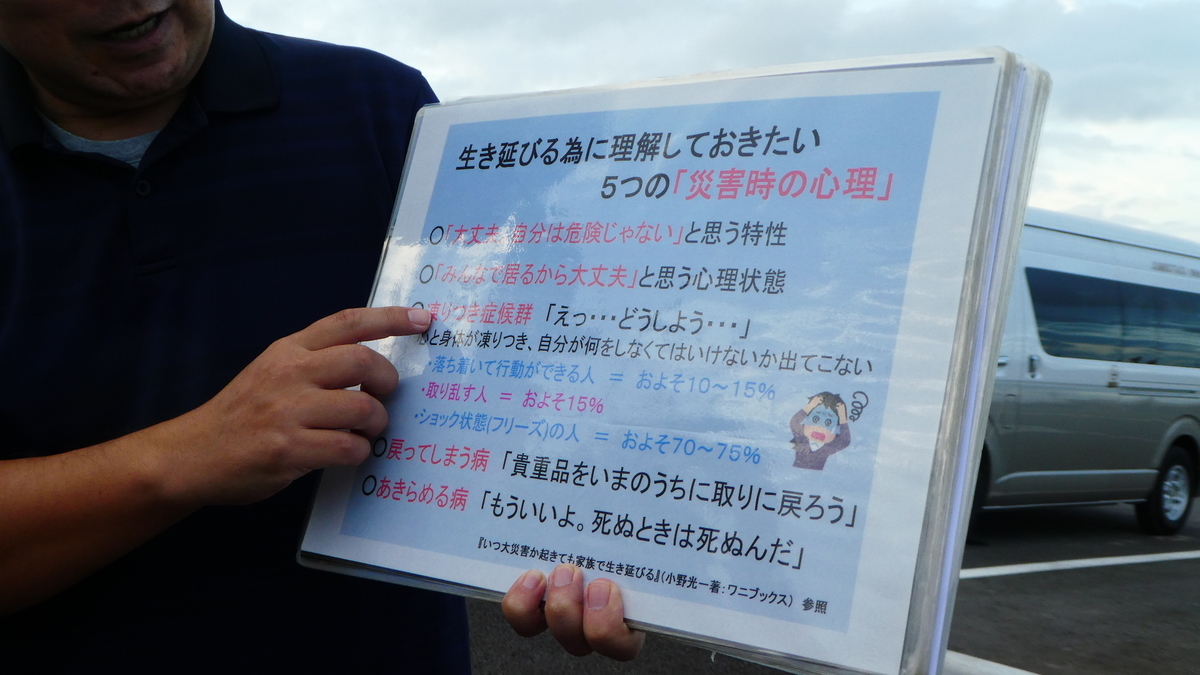 生き延びる為に理解しておきたい
5つの「災害時の心理」
○「大丈夫、自分は危険じゃない」と思う特性
○「みんなで居るから大丈夫」と思う心理状態
○凍りつき症候群 「えっ・・・どうしよう・・・」
心と身体が凍りつき、自分が何をしなくてはいけないか出てこない
・落ち着いて行動ができる人 = およそ10~15%
・取り乱す人 = およそ15%
・ショック状態(フリーズ)の人 = およそ70~75%
○戻ってしまう病 「貴重品をいまのうちに取りに戻ろう」
○あきらめる病 「もういいよ。死ぬときは死ぬんだ」
『いつ大災害が起きても家族で生き延びる』(小野光一著:ワニブックス) 参照